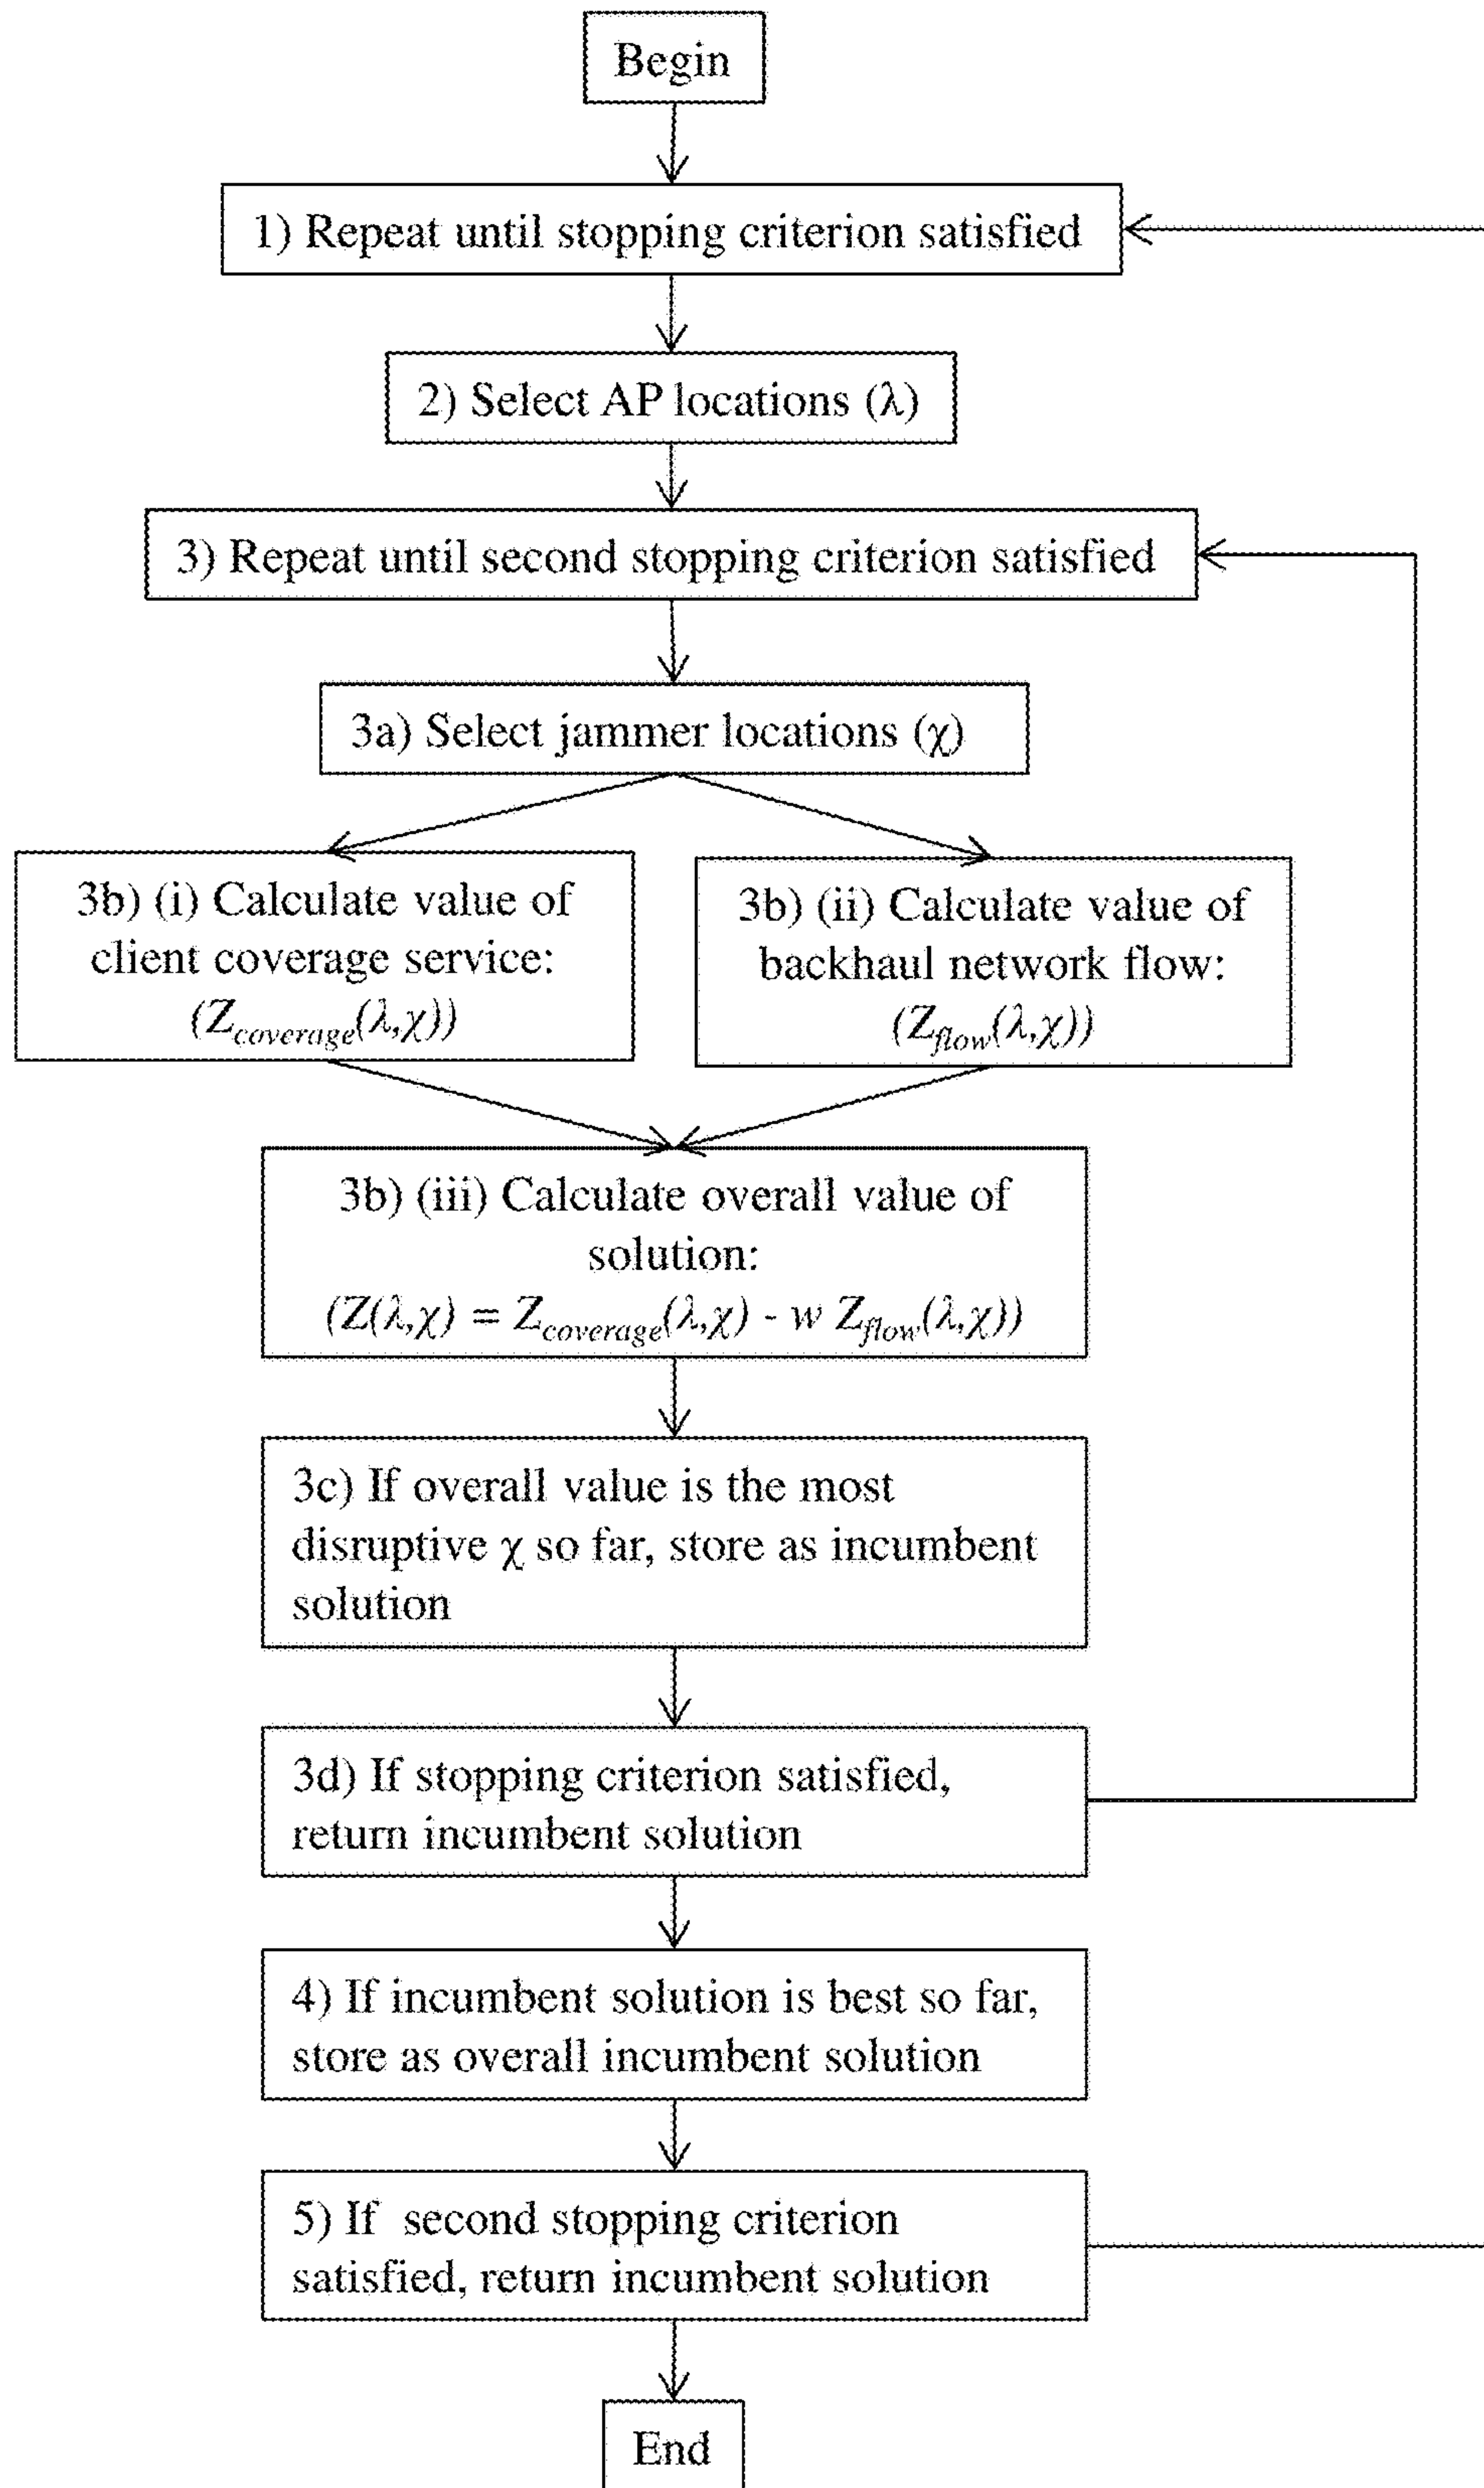 Begin
1) Repeat until stopping criterion satisfied
2) Select AP locations (λ)
3) Repeat until second stopping criterion satisfied
3a) Select jammer locations (χ)
3b) (i) Calculate value of
client coverage service:
(Z_coverage(λ,χ))
3b) (ii) Calculate value of
backhaul network flow:
(Z_flow(λ,χ))
3b) (iii) Calculate overall value of
solution:
(Z(λ,χ) = Z_coverage(λ,χ) - w Z_flow(λ,χ))
3c) If overall value is the most
disruptive χ so far, store as incumbent
solution
3d) If stopping criterion satisfied,
return incumbent solution
4) If incumbent solution is best so far,
store as overall incumbent solution
5) If second stopping criterion
satisfied, return incumbent solution
End